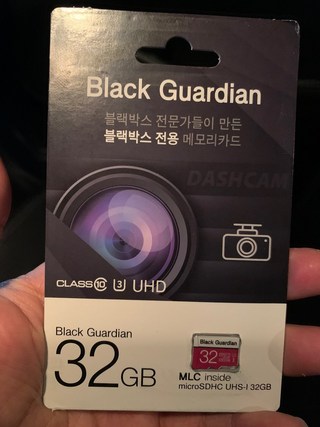 32GB
Black Guardian
블랙박스 전문가들이 만든
블랙박스 전용 메모리카드
DASHCAM
CLASS 10 U3 UHD
Black Guardian
32GB
Black Guardian
32
MLC inside
microSDHC UHS-I 32GB